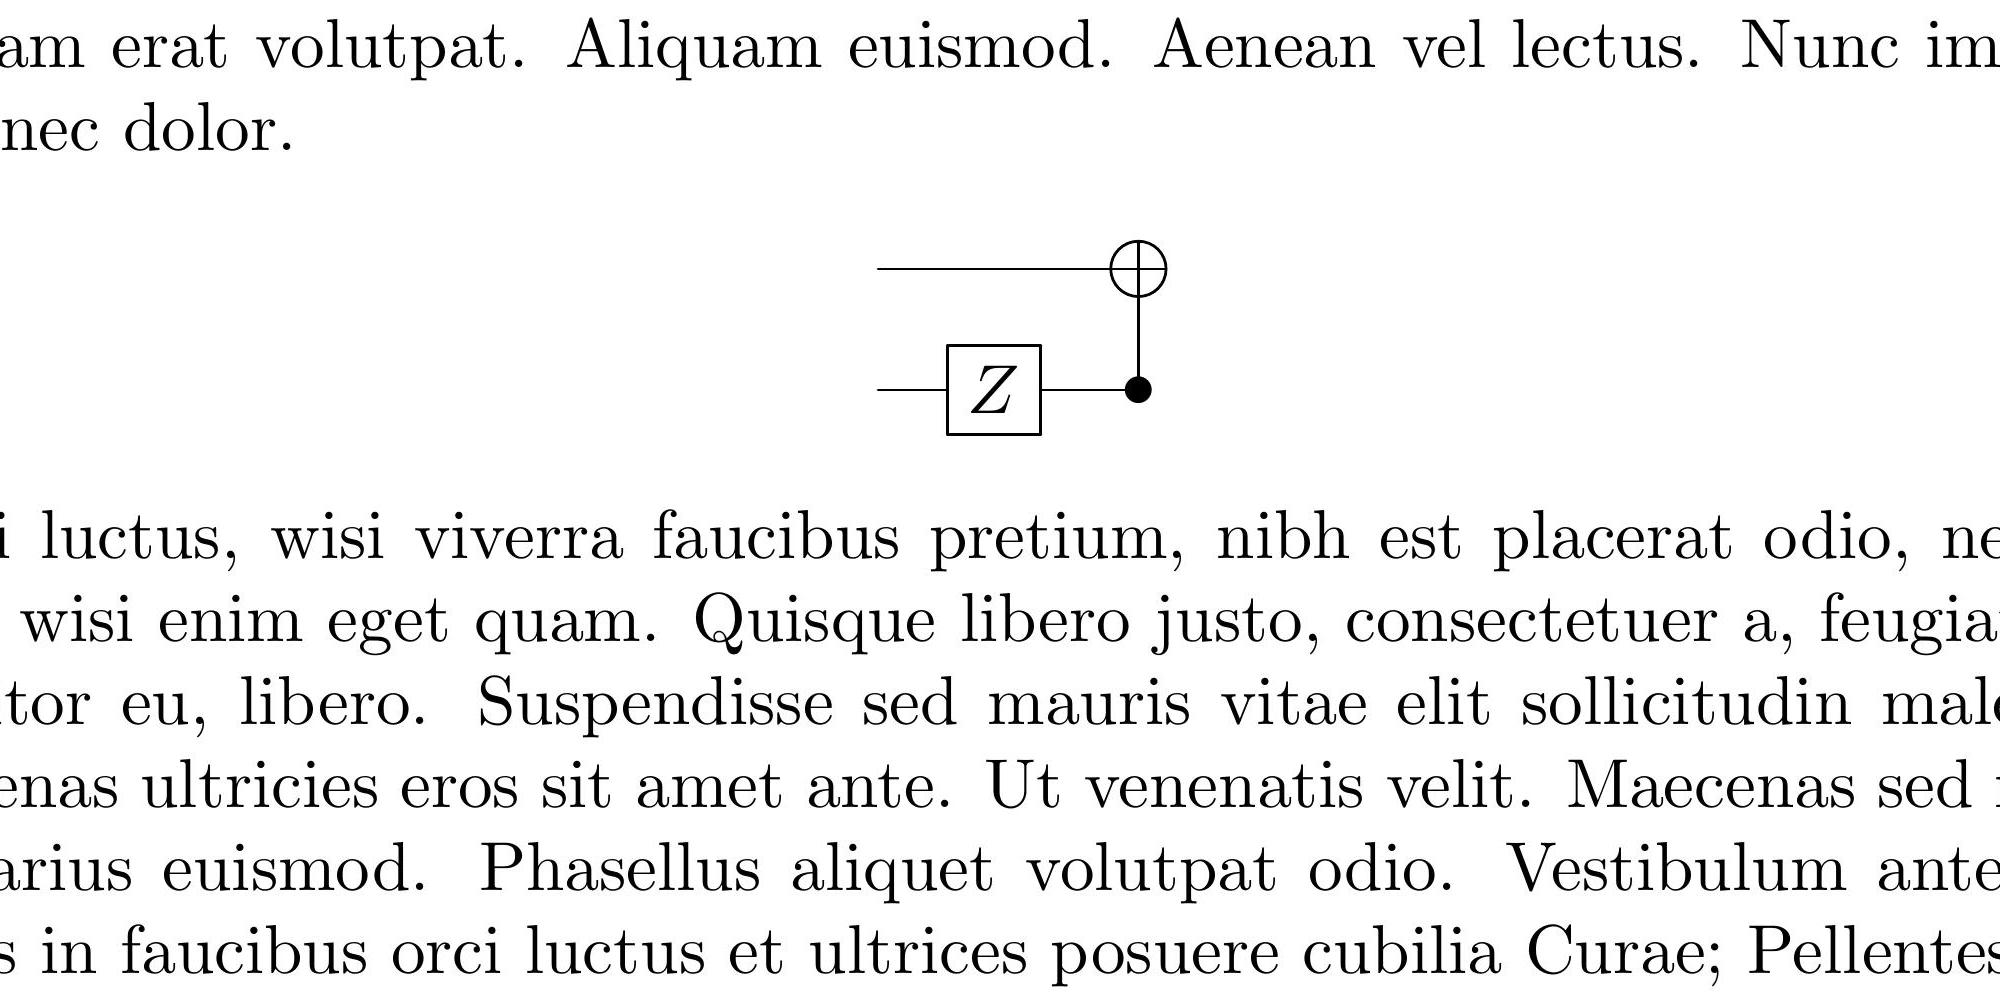 am erat volutpat. Aliquam euismod. Aenean vel lectus. Nunc im
nec dolor.
Z
i luctus, wisi viverra faucibus pretium, nibh est placerat odio, ne
wisi enim eget quam. Quisque libero justo, consectetuer a, feugia
tor eu, libero. Suspendisse sed mauris vitae elit sollicitudin male
enas ultricies eros sit amet ante. Ut venenatis velit. Maecenas sed
arius euismod. Phasellus aliquet volutpat odio. Vestibulum ante
s in faucibus orci luctus et ultrices posuere cubilia Curae; Pellentes